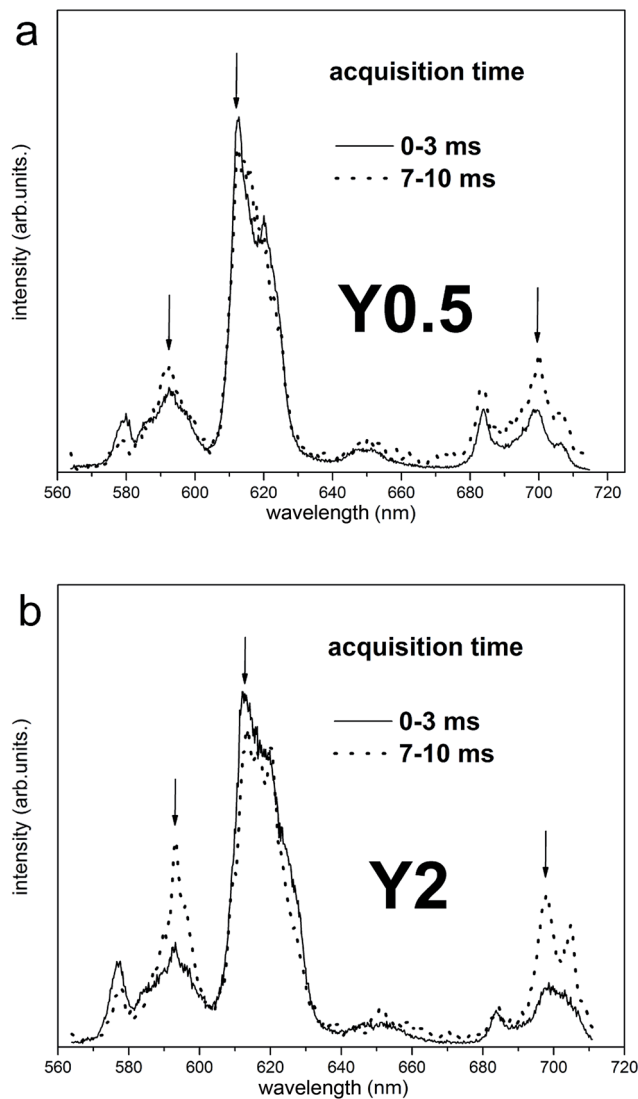 a
acquisition time
0-3 ms
7-10 ms
Y0.5
intensity (arb.units.)
560 580 600 620 640 660 680 700 720
wavelength (nm)
b
acquisition time
0-3 ms
7-10 ms
Y2
intensity (arb.units.)
560 580 600 620 640 660 680 700 720
wavelength (nm)